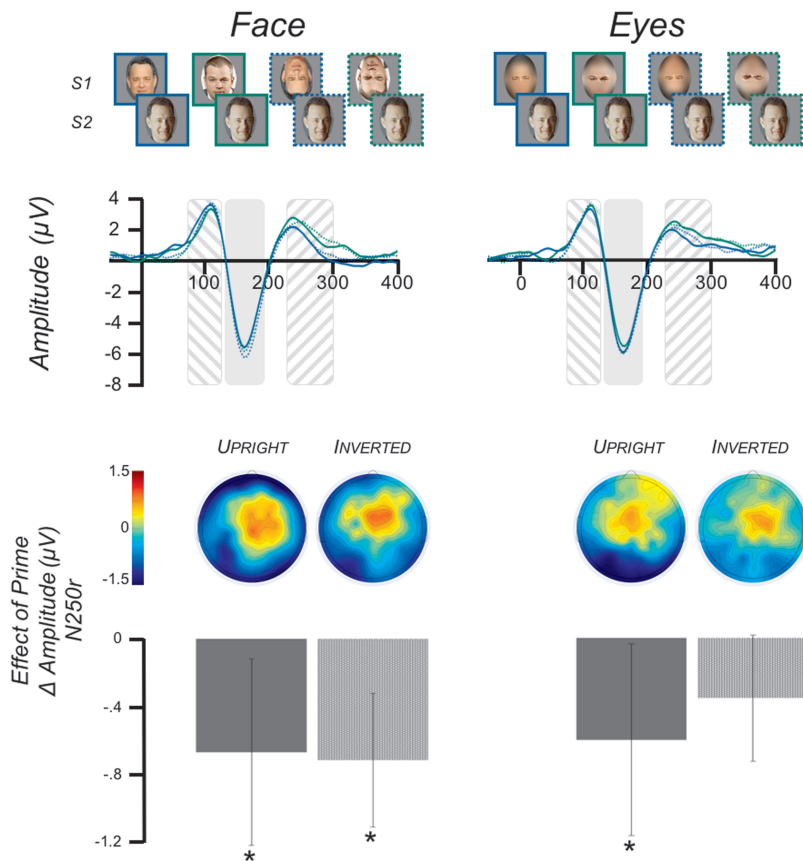 Face Eyes
S1
S2
Amplitude (µV)
4
2
-2
-4
-6
-8
100 200 300 400
0 100 200 300 400
UPRIGHT INVERTED UPRIGHT INVERTED
1.5
0
-1.5
Effect of Prime
Δ Amplitude (µV)
N250r
0
-.4
-.8
-1.2
* * *